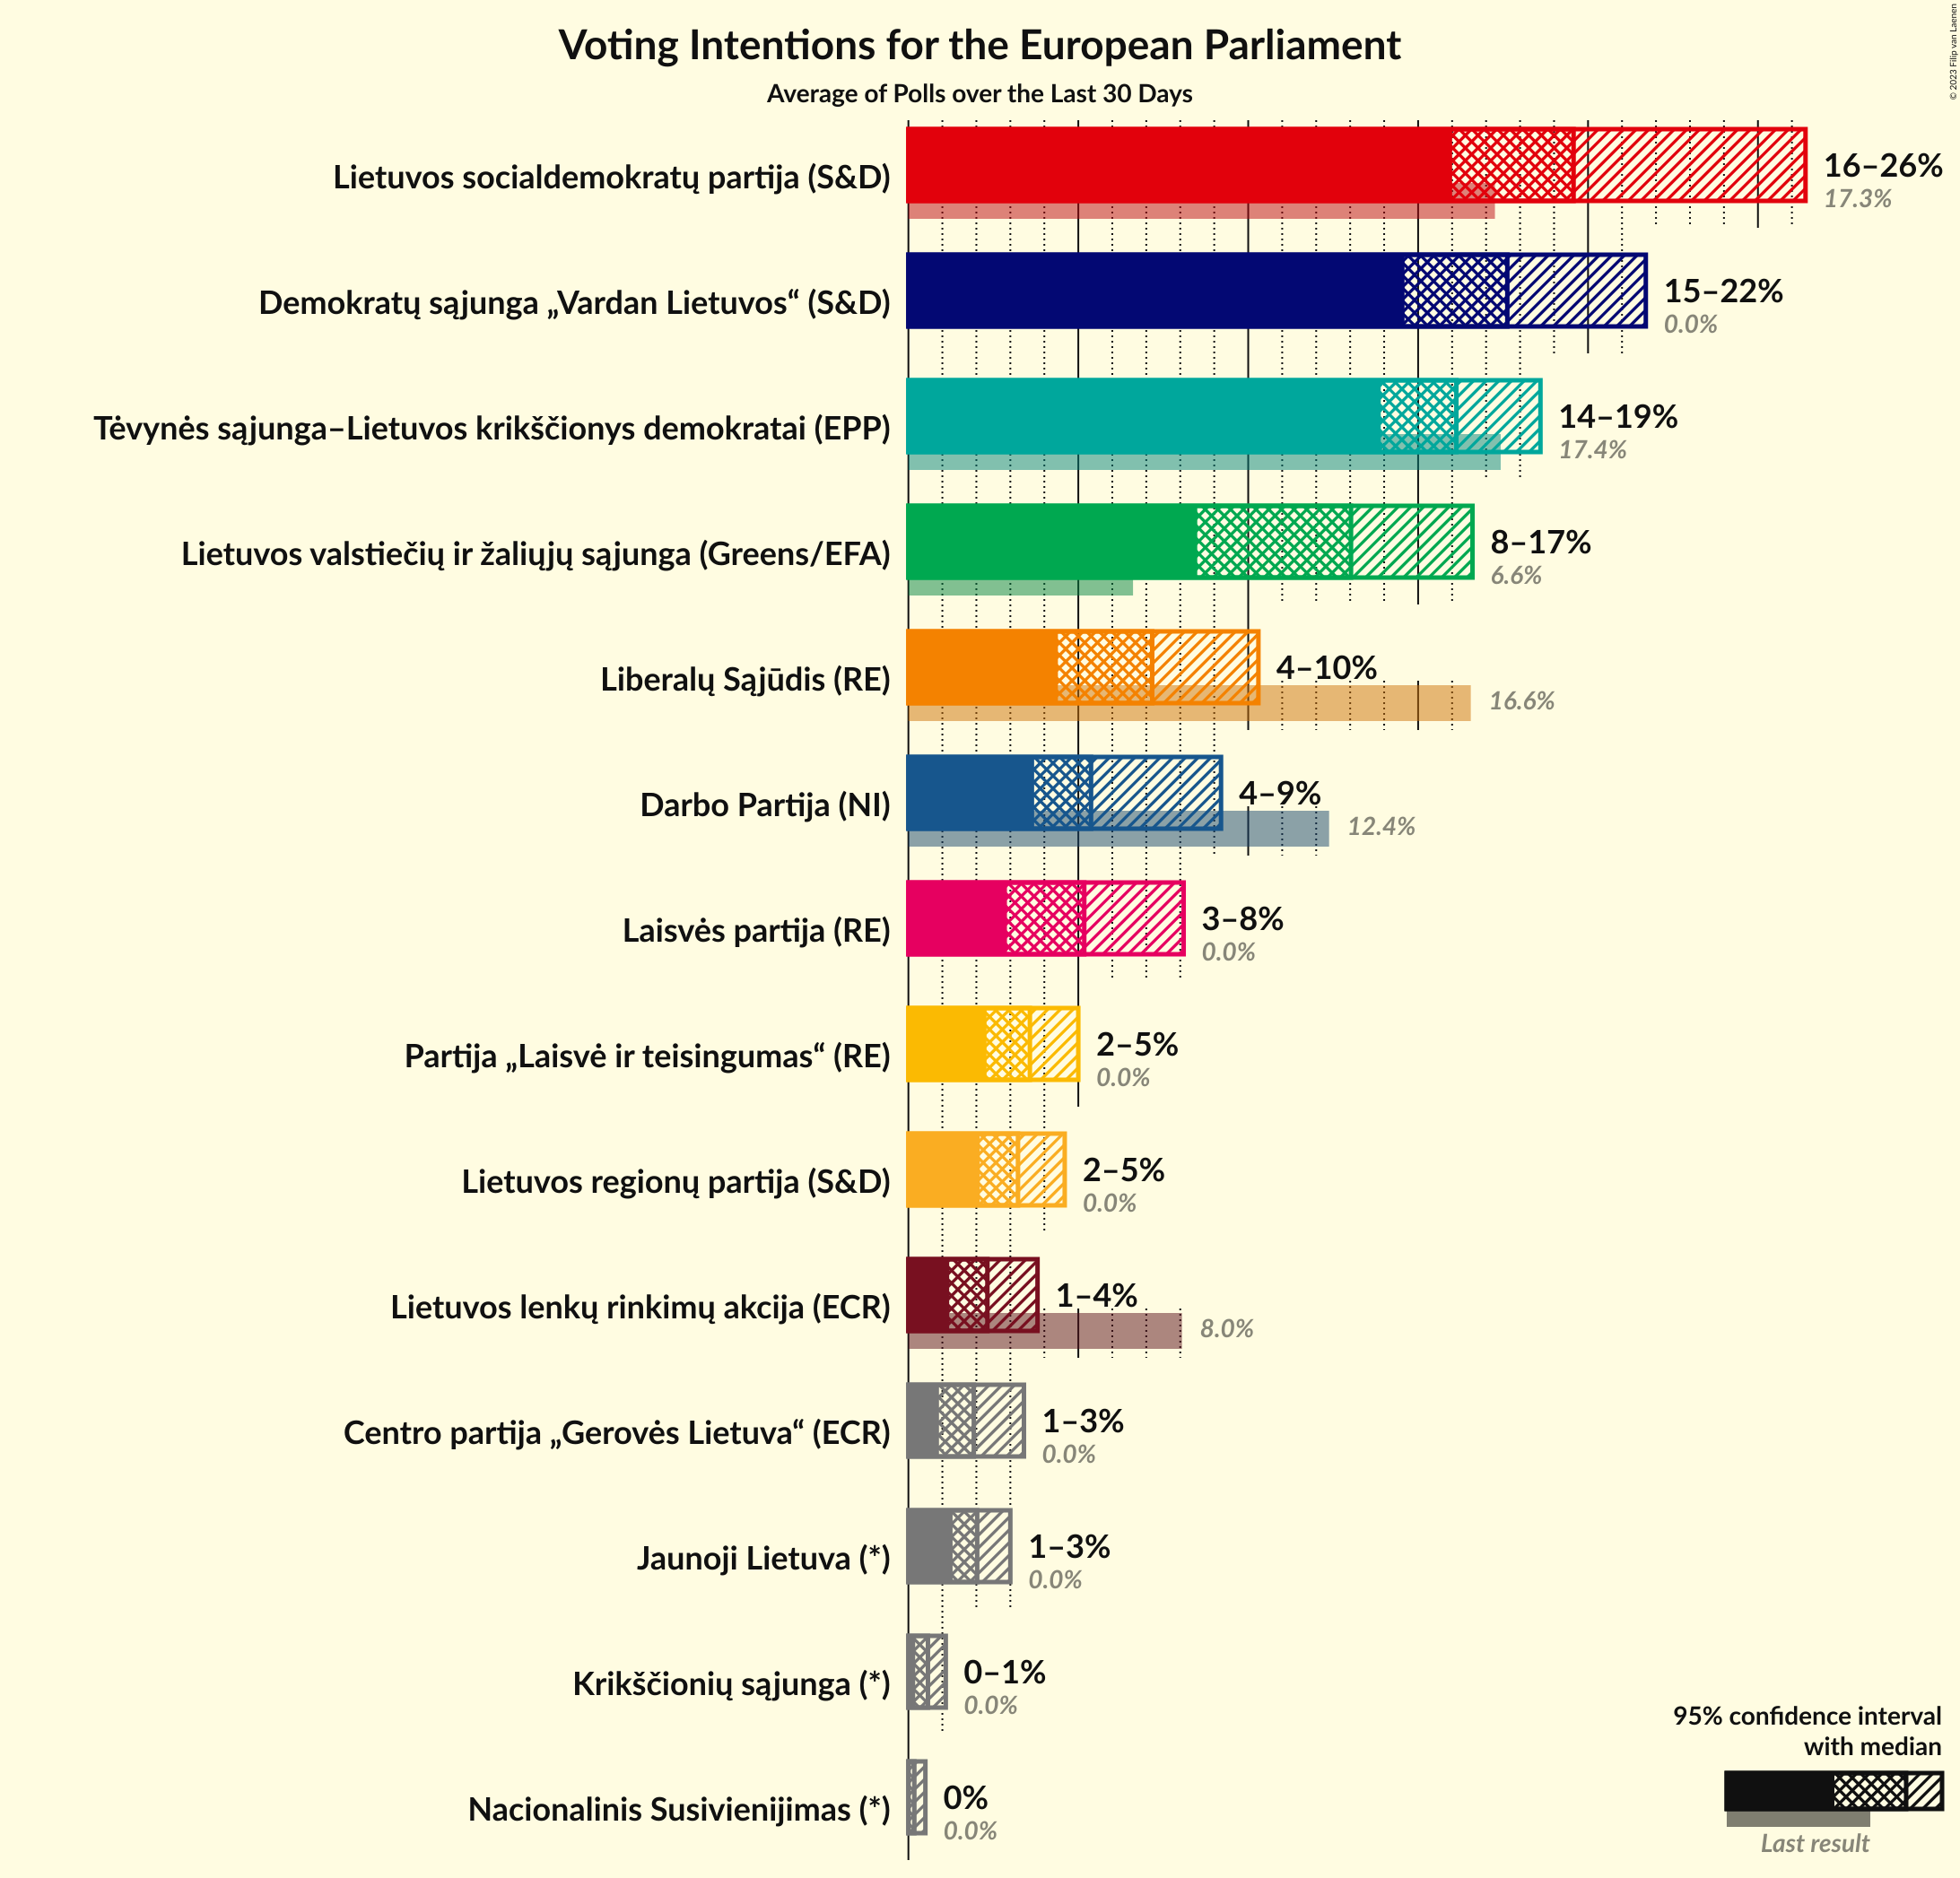 Voting Intentions for the European Parliament
Average of Polls over the Last 30 Days
© 2023 Filip van Laenen
Lietuvos socialdemokratų partija (S&D)
16–26%
17.3%
Demokratų sąjunga „Vardan Lietuvos“ (S&D)
15–22%
0.0%
Tėvynės sąjunga–Lietuvos krikščionys demokratai (EPP)
14–19%
17.4%
Lietuvos valstiečių ir žaliųjų sąjunga (Greens/EFA)
8–17%
6.6%
Liberalų Sąjūdis (RE)
4–10%
16.6%
Darbo Partija (NI)
4–9%
12.4%
Laisvės partija (RE)
3–8%
0.0%
Partija „Laisvė ir teisingumas“ (RE)
2–5%
0.0%
Lietuvos regionų partija (S&D)
2–5%
0.0%
Lietuvos lenkų rinkimų akcija (ECR)
1–4%
8.0%
Centro partija „Gerovės Lietuva“ (ECR)
1–3%
0.0%
Jaunoji Lietuva (*)
1–3%
0.0%
Krikščionių sąjunga (*)
0–1%
0.0%
Nacionalinis Susivienijimas (*)
0%
0.0%
95% confidence interval
with median
Last result